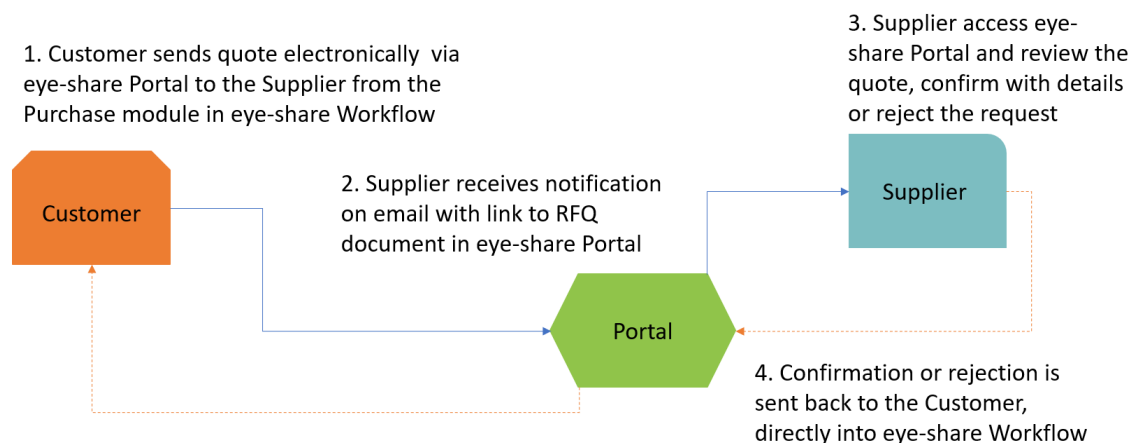 1. Customer sends quote electronically  via
eye-share Portal to the Supplier from the
Purchase module in eye-share Workflow
3. Supplier access eye-
share Portal and review the
quote, confirm with details
or reject the request
Customer
2. Supplier receives notification
on email with link to RFQ
document in eye-share Portal
Supplier
Portal
4. Confirmation or rejection is
sent back to the Customer,
directly into eye-share Workflow